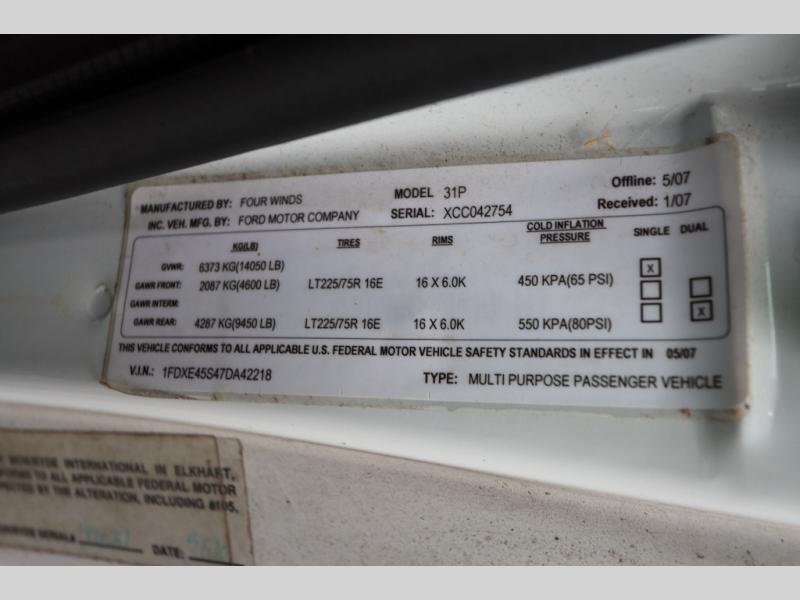 MANUFACTURED BY: FOUR WINDS MODEL 31P Offline: 5/07
INC. VEH. MFG. BY: FORD MOTOR COMPANY SERIAL: XCC042754 Received: 1/07
KG(LB) TIRES RIMS COLD INFLATION PRESSURE SINGLE DUAL
GVWR: 6373 KG(14050 LB) X
GAWR FRONT: 2087 KG(4600 LB) LT225/75R 16E 16 X 6.0K 450 KPA(65 PSI)
GAWR INTERM:
GAWR REAR: 4287 KG(9450 LB) LT225/75R 16E 16 X 6.0K 550 KPA(80PSI) X
THIS VEHICLE CONFORMS TO ALL APPLICABLE U.S. FEDERAL MOTOR VEHICLE SAFETY STANDARDS IN EFFECT IN 05/07
V.I.N.: 1FDXE45S47DA42218 TYPE: MULTI PURPOSE PASSENGER VEHICLE
INTERNATIONAL IN ELKHART,
TO ALL APPLICABLE FEDERAL MOTOR
BY THE ALTERATION, INCLUDING #105,
SERIAL# DATE: